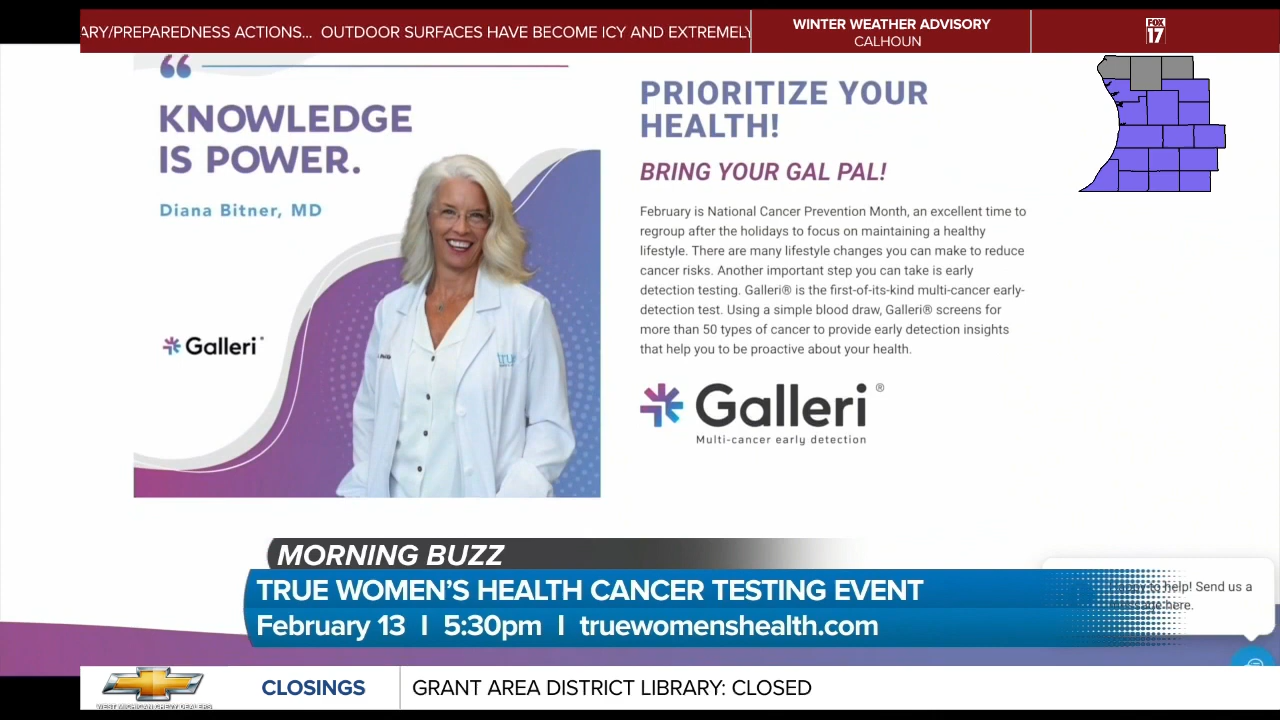 ARY/PREPAREDNESS ACTIONS... OUTDOOR SURFACES HAVE BECOME ICY AND EXTREMELY
WINTER WEATHER ADVISORY
CALHOUN
FOX
17
KNOWLEDGE
IS POWER.
Diana Bitner, MD
Galleri®
true
PRIORITIZE YOUR
HEALTH!
BRING YOUR GAL PAL!
February is National Cancer Prevention Month, an excellent time to
regroup after the holidays to focus on maintaining a healthy
lifestyle. There are many lifestyle changes you can make to reduce
cancer risks. Another important step you can take is early
detection testing. Galleri® is the first-of-its-kind multi-cancer early-
detection test. Using a simple blood draw, Galleri® screens for
more than 50 types of cancer to provide early detection insights
that help you to be proactive about your health.
Galleri®
Multi-cancer early detection
MORNING BUZZ
TRUE WOMEN'S HEALTH CANCER TESTING EVENT
February 13 | 5:30pm | truewomenshealth.com
to help! Send us a
here.
WEST MICHIGAN CHEVY DEALERS
CLOSINGS
GRANT AREA DISTRICT LIBRARY: CLOSED